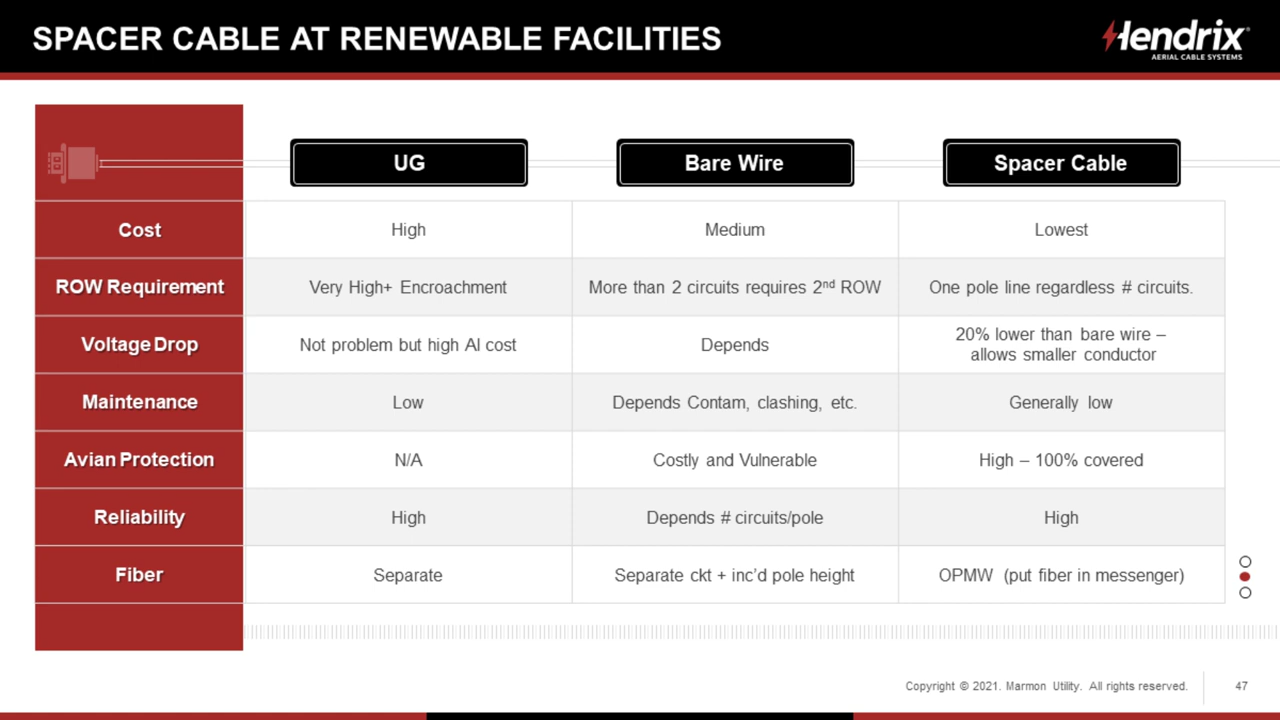 SPACER CABLE AT RENEWABLE FACILITIES
Hendrix®
AERIAL CABLE SYSTEMS
UG Bare Wire Spacer Cable
Cost High Medium Lowest
ROW Requirement Very High+ Encroachment More than 2 circuits requires 2nd ROW One pole line regardless # circuits.
Voltage Drop Not problem but high Al cost Depends 20% lower than bare wire –
allows smaller conductor
Maintenance Low Depends Contam, clashing, etc. Generally low
Avian Protection N/A Costly and Vulnerable High – 100% covered
Reliability High Depends # circuits/pole High
Fiber Separate Separate ckt + inc'd pole height OPMW (put fiber in messenger)
Copyright © 2021. Marmon Utility. All rights reserved. 47